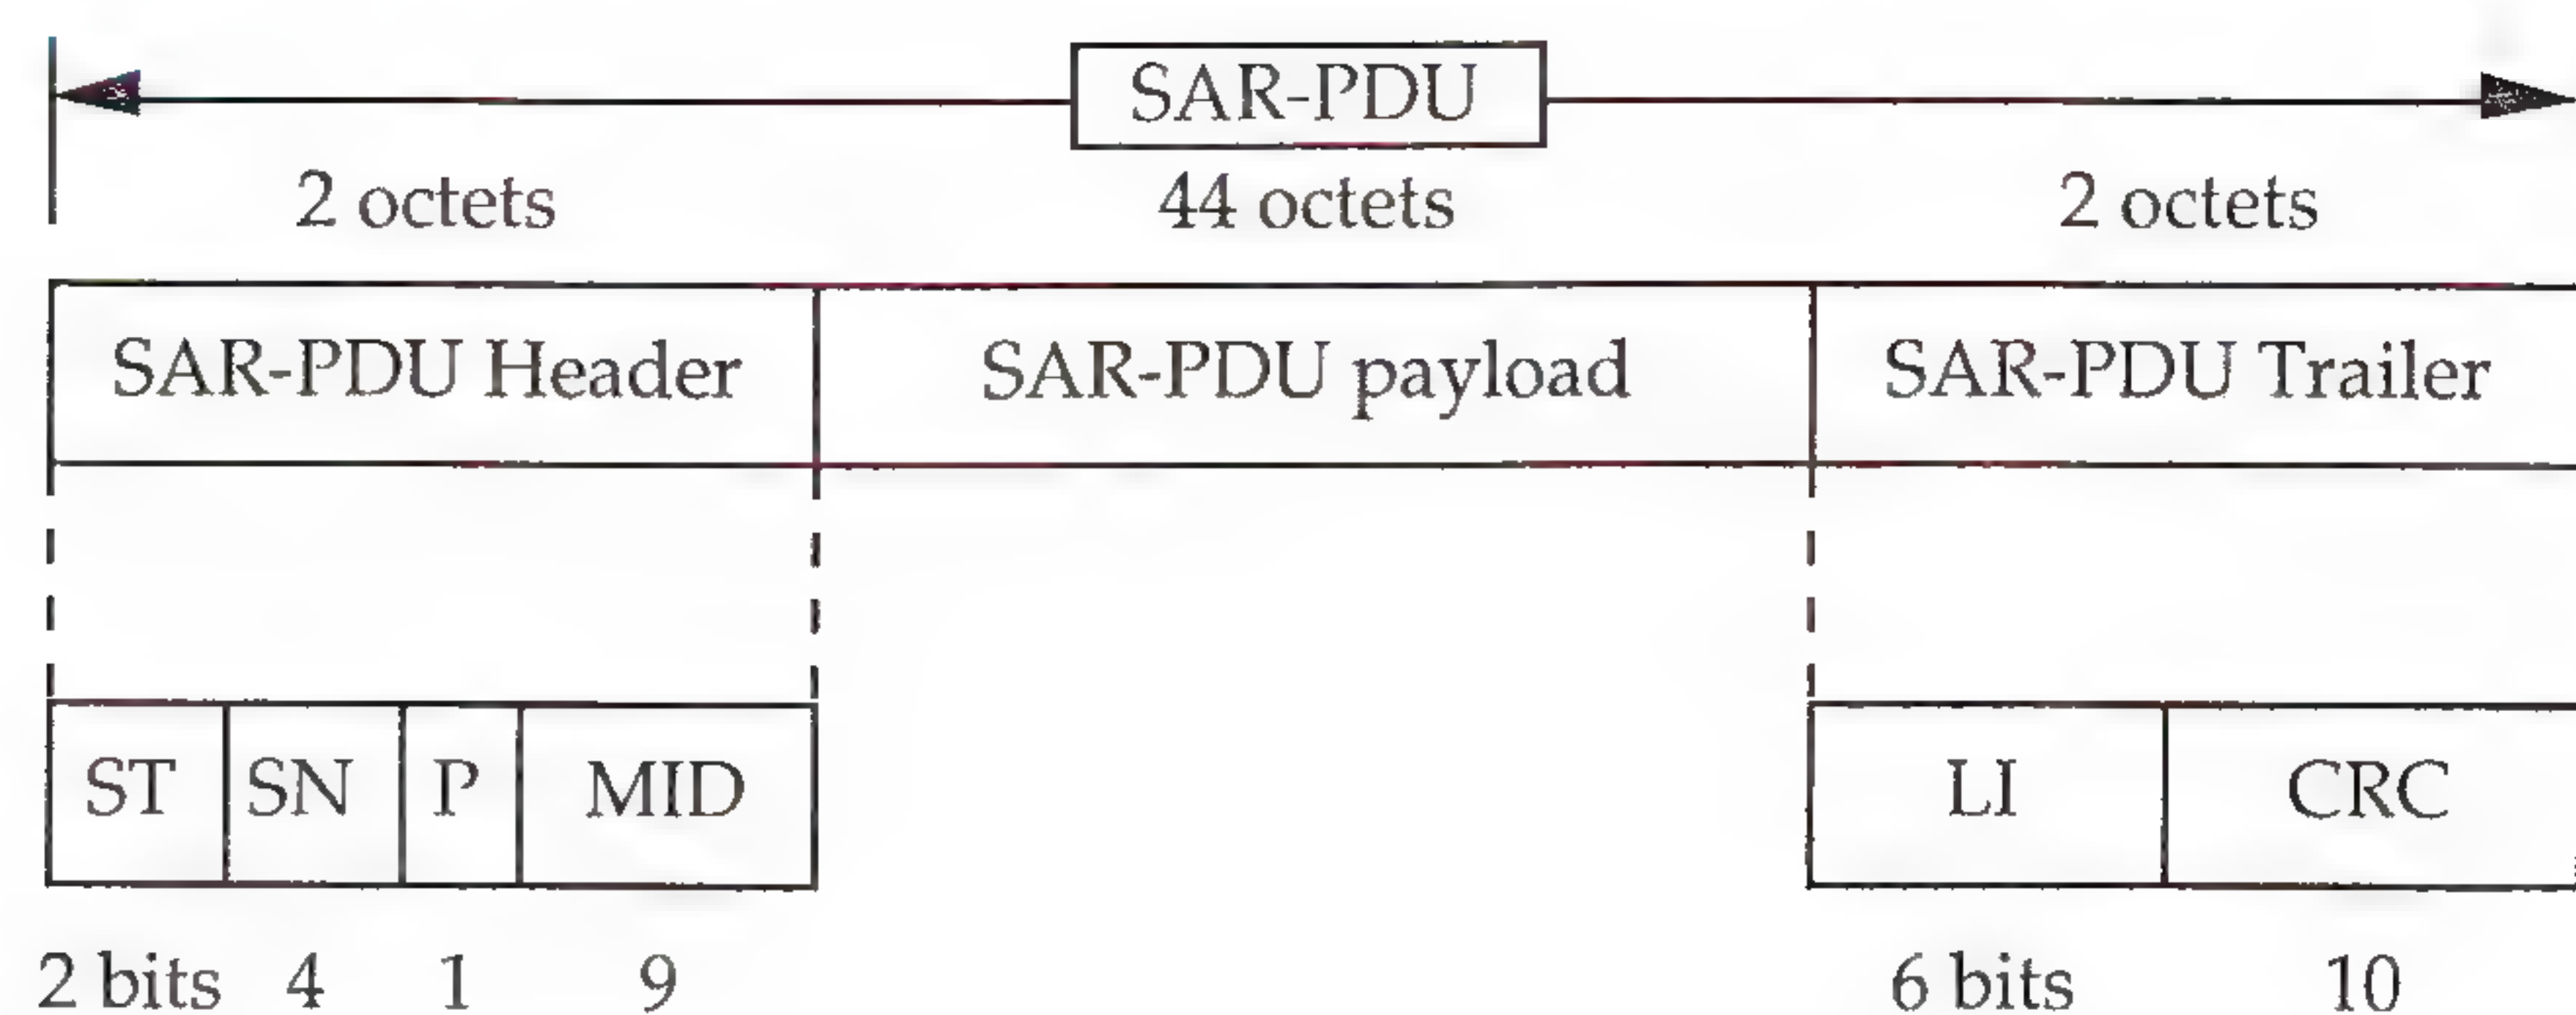 SAR-PDU
2 octets 44 octets 2 octets
SAR-PDU Header SAR-PDU payload SAR-PDU Trailer
ST SN P MID LI CRC
2 bits 4 1 9 6 bits 10